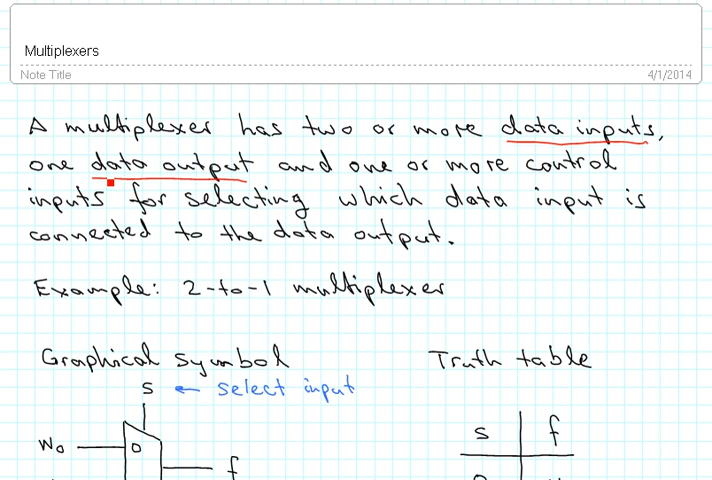 Multiplexers
Note Title
4/1/2014
A multiplexer has two or more data inputs,
one data output and one or more control
inputs for selecting which data input is
connected to the data output.
Example: 2-to-1 multiplexer
Graphical symbol
Truth table
s ← select input
s f
w₀ 0
f